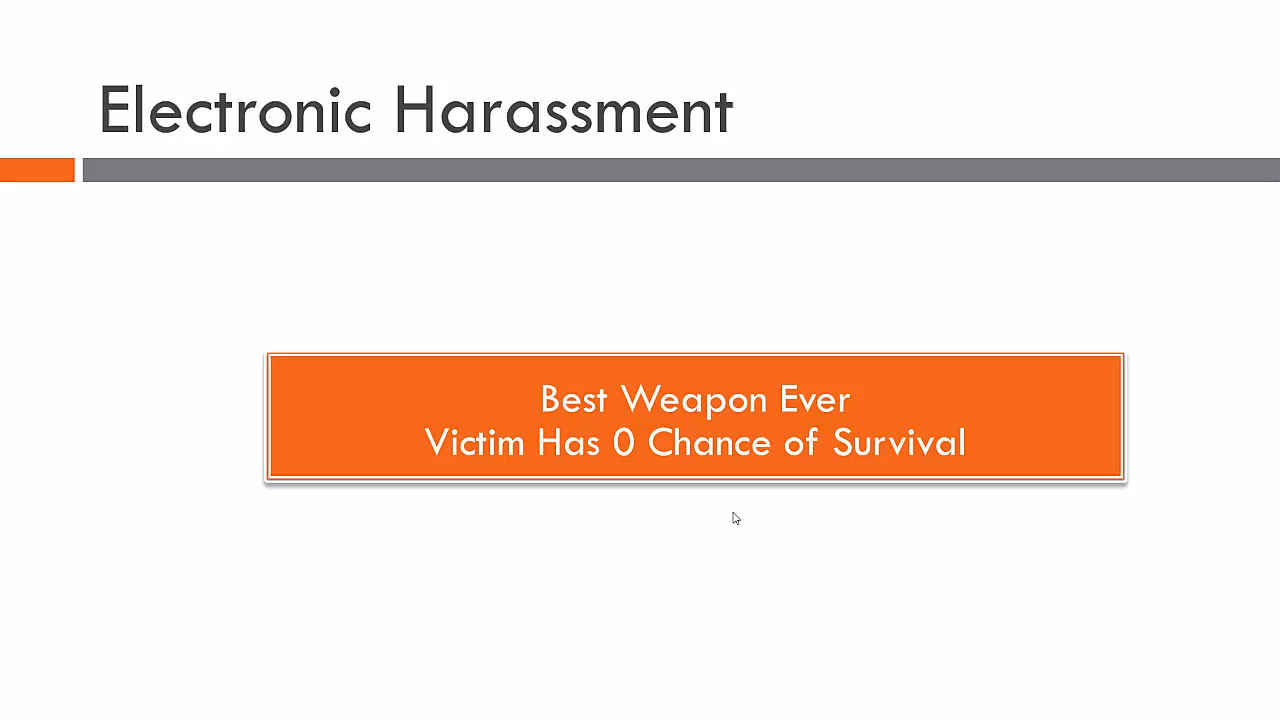 Electronic Harassment
Best Weapon Ever
Victim Has 0 Chance of Survival